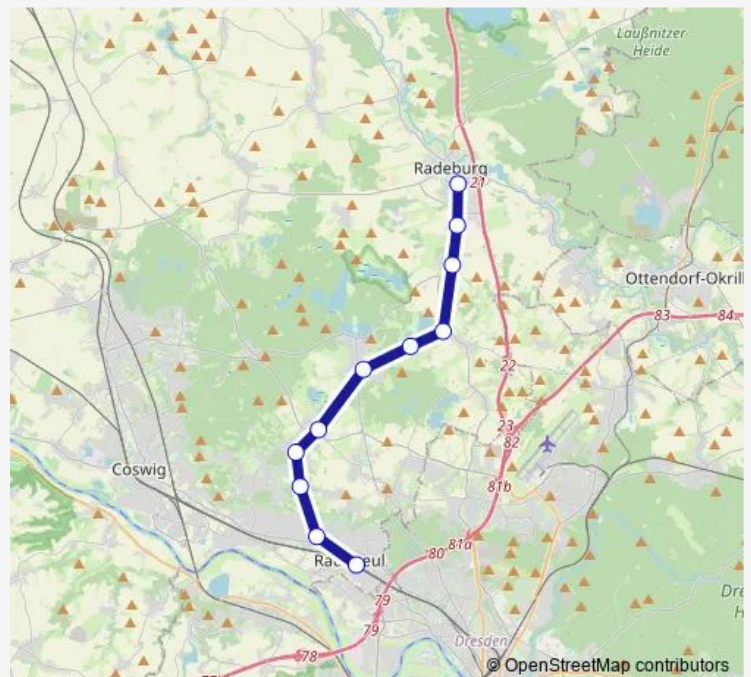 Laußnitzer
Heide
Radeburg
21
Ottendorf-Okrill
83
84
22
23
82
Coswig
81b
81a
80
79
79
78
Dresden
© OpenStreetMap contributors